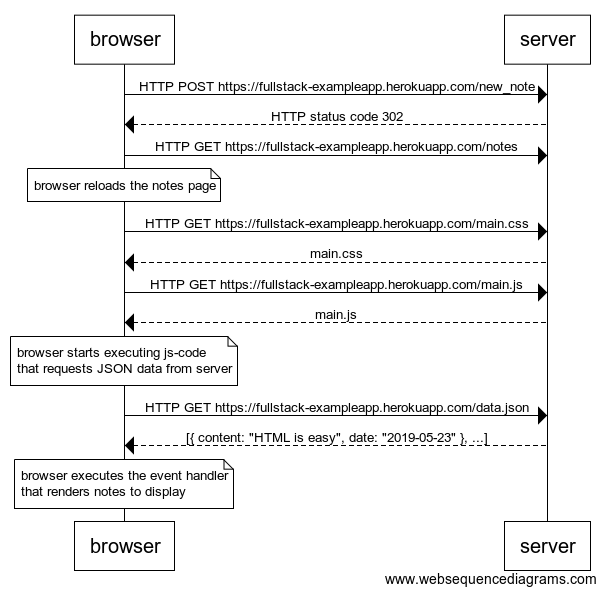 browser
server
HTTP POST https://fullstack-exampleapp.herokuapp.com/new_note
HTTP status code 302
HTTP GET https://fullstack-exampleapp.herokuapp.com/notes
browser reloads the notes page
HTTP GET https://fullstack-exampleapp.herokuapp.com/main.css
main.css
HTTP GET https://fullstack-exampleapp.herokuapp.com/main.js
main.js
browser starts executing js-code
that requests JSON data from server
HTTP GET https://fullstack-exampleapp.herokuapp.com/data.json
[{ content: "HTML is easy", date: "2019-05-23" }, ...]
browser executes the event handler
that renders notes to display
browser
server
www.websequencediagrams.com